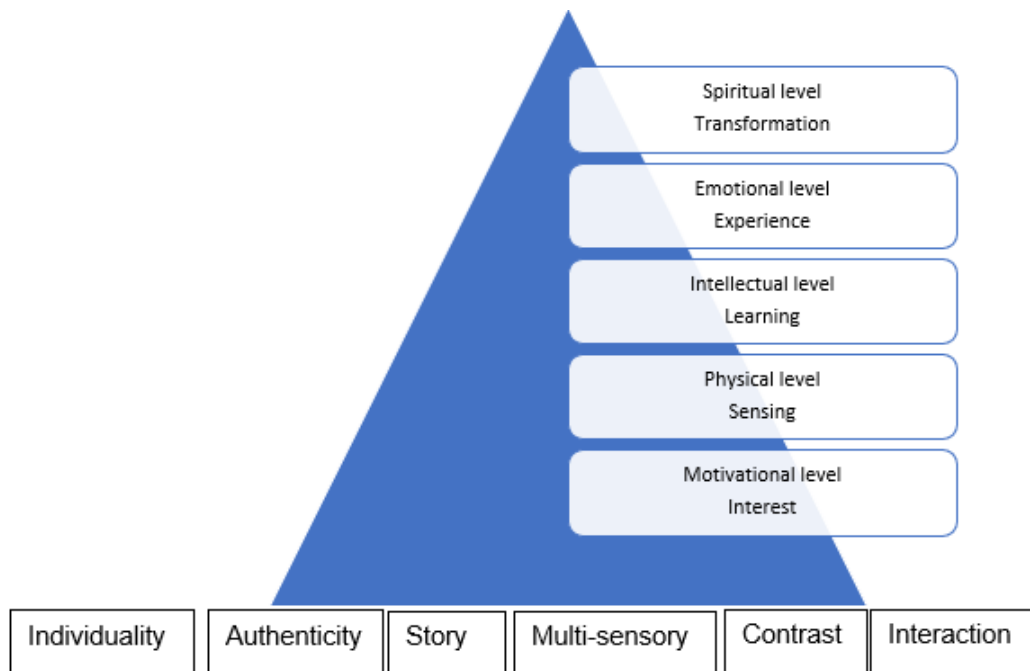 Spiritual level
Transformation
Emotional level
Experience
Intellectual level
Learning
Physical level
Sensing
Motivational level
Interest
Individuality
Authenticity
Story
Multi-sensory
Contrast
Interaction